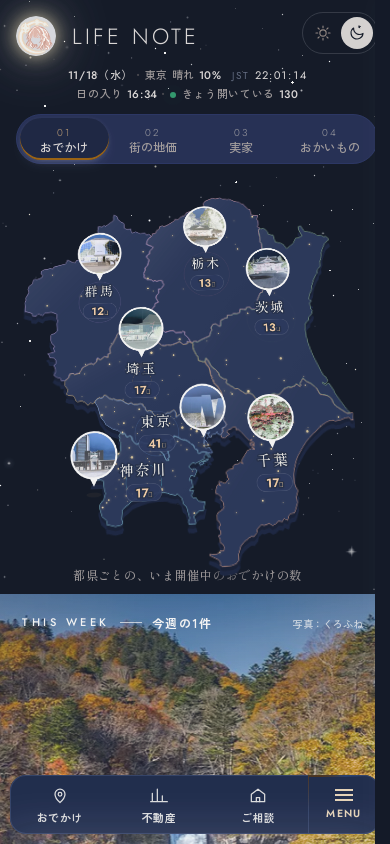 LIFE NOTE
11/18（水）・東京 晴れ 10% JST 22:01:14
日の入り 16:34・きょう開いている 130
01
おでかけ
02
街の地価
03
実家
04
おかいもの
栃木
13
群馬
12
茨城
13
埼玉
17
東京
41
千葉
17
神奈川
17
都県ごとの、いま開催中のおでかけの数
THIS WEEK 今週の1件
写真：くろふね
おでかけ
不動産
ご相談
MENU